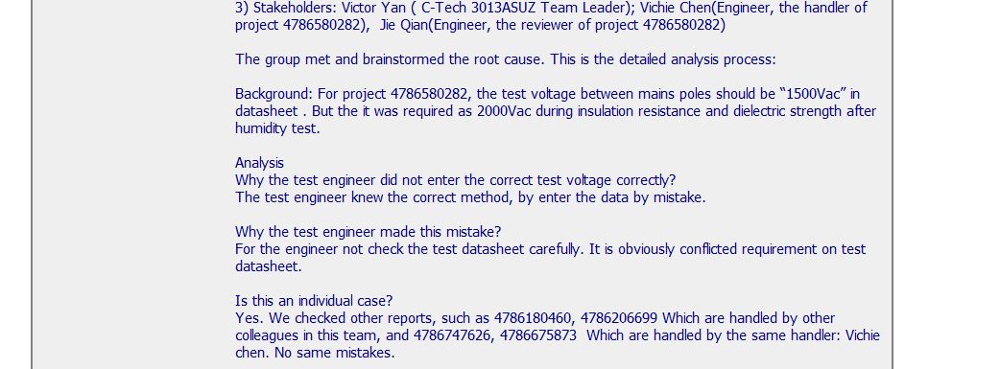 3) Stakeholders: Victor Yan ( C-Tech 3013ASUZ Team Leader); Vichie Chen(Engineer, the handler of
project 4786580282),  Jie Qian(Engineer, the reviewer of project 4786580282)
The group met and brainstormed the root cause. This is the detailed analysis process:
Background: For project 4786580282, the test voltage between mains poles should be “1500Vac” in
datasheet . But the it was required as 2000Vac during insulation resistance and dielectric strength after
humidity test.
Analysis
Why the test engineer did not enter the correct test voltage correctly?
The test engineer knew the correct method, by enter the data by mistake.
Why the test engineer made this mistake?
For the engineer not check the test datasheet carefully. It is obviously conflicted requirement on test
datasheet.
Is this an individual case?
Yes. We checked other reports, such as 4786180460, 4786206699 Which are handled by other
colleagues in this team, and 4786747626, 4786675873  Which are handled by the same handler: Vichie
chen. No same mistakes.